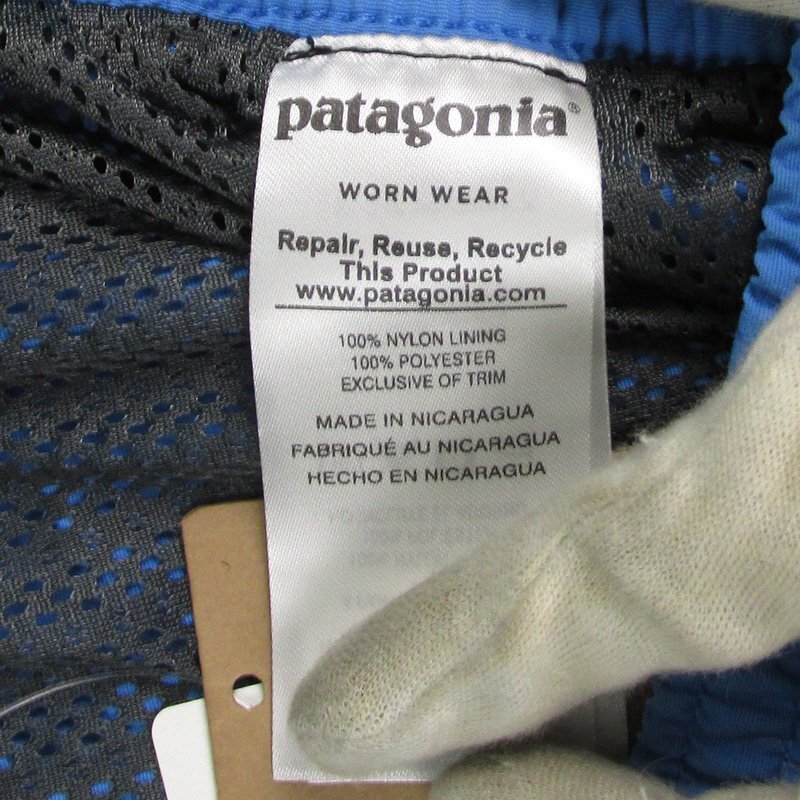 patagonia®
WORN WEAR
Repair, Reuse, Recycle
This Product
www.patagonia.com
100% NYLON LINING
100% POLYESTER
EXCLUSIVE OF TRIM
MADE IN NICARAGUA
FABRIQUÉ AU NICARAGUA
HECHO EN NICARAGUA